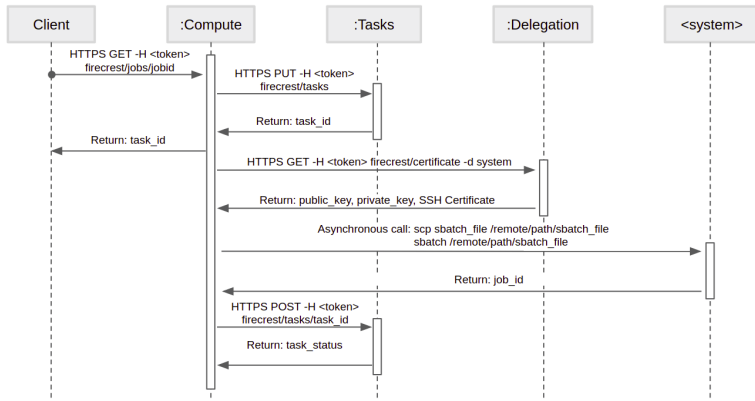 Client
:Compute
:Tasks
:Delegation
<system>
HTTPS GET -H <token>
firecrest/jobs/jobid
HTTPS PUT -H <token>
firecrest/tasks
Return: task_id
Return: task_id
HTTPS GET -H <token> firecrest/certificate -d system
Return: public_key, private_key, SSH Certificate
Asynchronous call: scp sbatch_file /remote/path/sbatch_file
sbatch /remote/path/sbatch_file
Return: job_id
HTTPS POST -H <token>
firecrest/tasks/task_id
Return: task_status